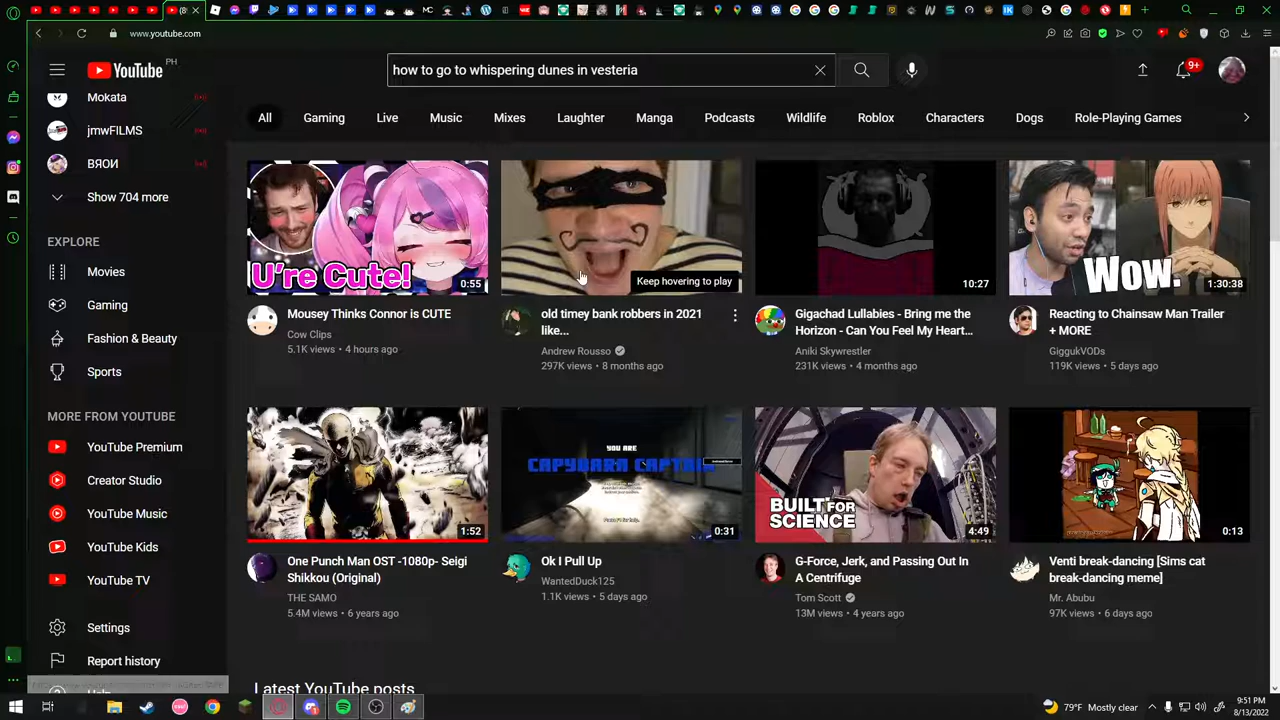 www.youtube.com
YouTube PH
how to go to whispering dunes in vesteria
9+
Mokata
jmwFILMS
ВЯОИ
Show 704 more
EXPLORE
Movies
Gaming
Fashion & Beauty
Sports
MORE FROM YOUTUBE
YouTube Premium
Creator Studio
YouTube Music
YouTube Kids
YouTube TV
Settings
Report history
All
Gaming
Live
Music
Mixes
Laughter
Manga
Podcasts
Wildlife
Roblox
Characters
Dogs
Role-Playing Games
U're Cute!
0:55
Mousey Thinks Connor is CUTE
Cow Clips
5.1K views • 4 hours ago
Keep hovering to play
old timey bank robbers in 2021
like...
Andrew Rousso
297K views • 8 months ago
10:27
Gigachad Lullabies - Bring me the
Horizon - Can You Feel My Heart...
Aniki Skywrestler
231K views • 4 months ago
Wow.
1:30:38
Reacting to Chainsaw Man Trailer
+ MORE
GiggukVODs
119K views • 5 days ago
1:52
One Punch Man OST -1080p- Seigi
Shikkou (Original)
THE SAMO
5.4M views • 6 years ago
YOU ARE
CAPYBARA CAPTAIN
0:31
Ok I Pull Up
WantedDuck125
1.1K views • 5 days ago
BUILT FOR
SCIENCE
4:49
G-Force, Jerk, and Passing Out In
A Centrifuge
Tom Scott
13M views • 4 years ago
0:13
Venti break-dancing [Sims cat
break-dancing meme]
Mr. Abubu
97K views • 6 days ago
Latest YouTube posts
79°F Mostly clear
9:51 PM
8/13/2022